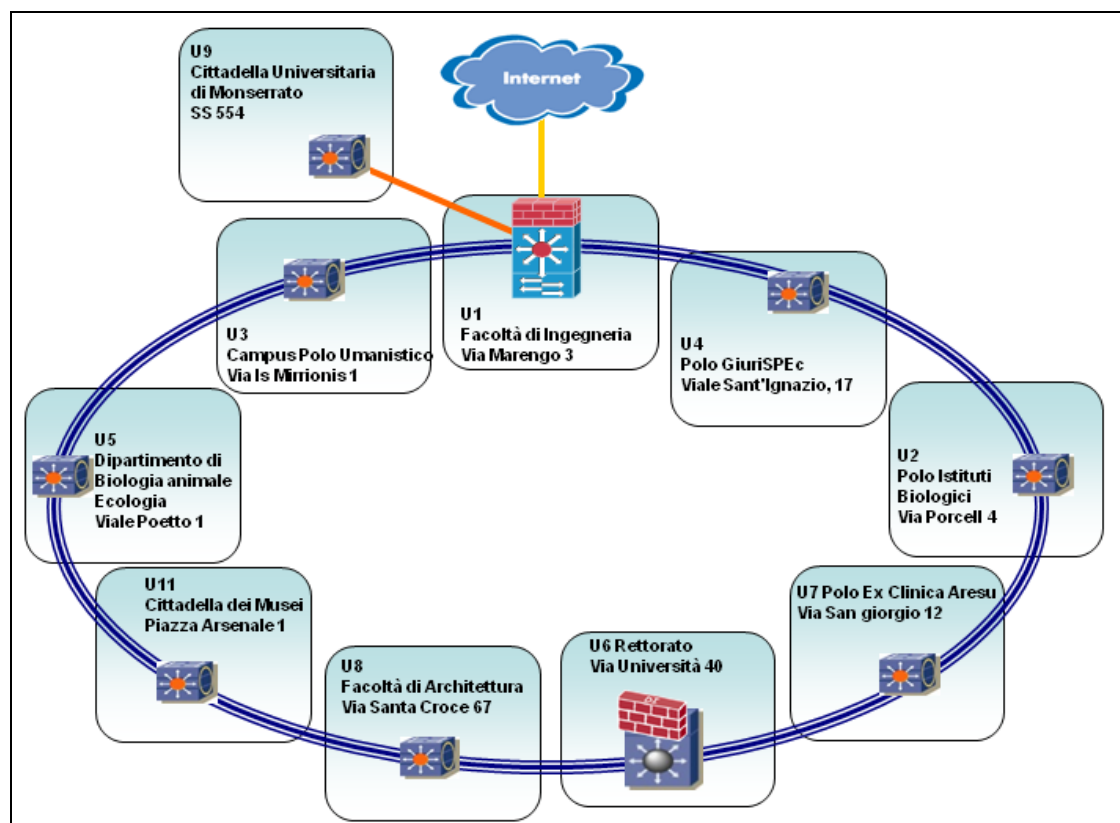 U9
Cittadella Universitaria
di Monserrato
SS 554
Internet
U3
Campus Polo Umanistico
Via Is Mirrionis 1
U1
Facoltà di Ingegneria
Via Marengo 3
U4
Polo GiuriSPEc
Viale Sant'Ignazio, 17
U5
Dipartimento di
Biologia animale
Ecologia
Viale Poetto 1
U2
Polo Istituti
Biologici
Via Porcell 4
U11
Cittadella dei Musei
Piazza Arsenale 1
U7 Polo Ex Clinica Aresu
Via San giorgio 12
U8
Facoltà di Architettura
Via Santa Croce 67
U6 Rettorato
Via Università 40